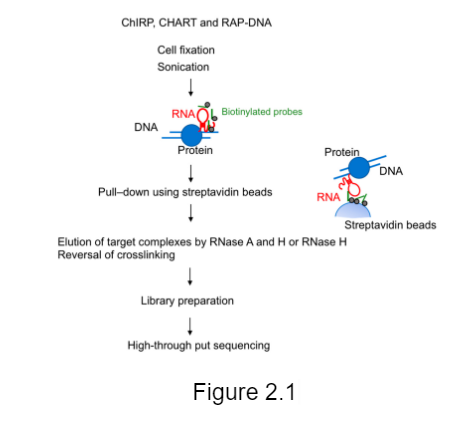 ChIRP, CHART and RAP-DNA
Cell fixation
Sonication
RNA
Biotinylated probes
DNA
Protein
Protein
DNA
RNA
Streptavidin beads
Pull–down using streptavidin beads
Elution of target complexes by RNase A and H or RNase H
Reversal of crosslinking
Library preparation
High-through put sequencing
Figure 2.1